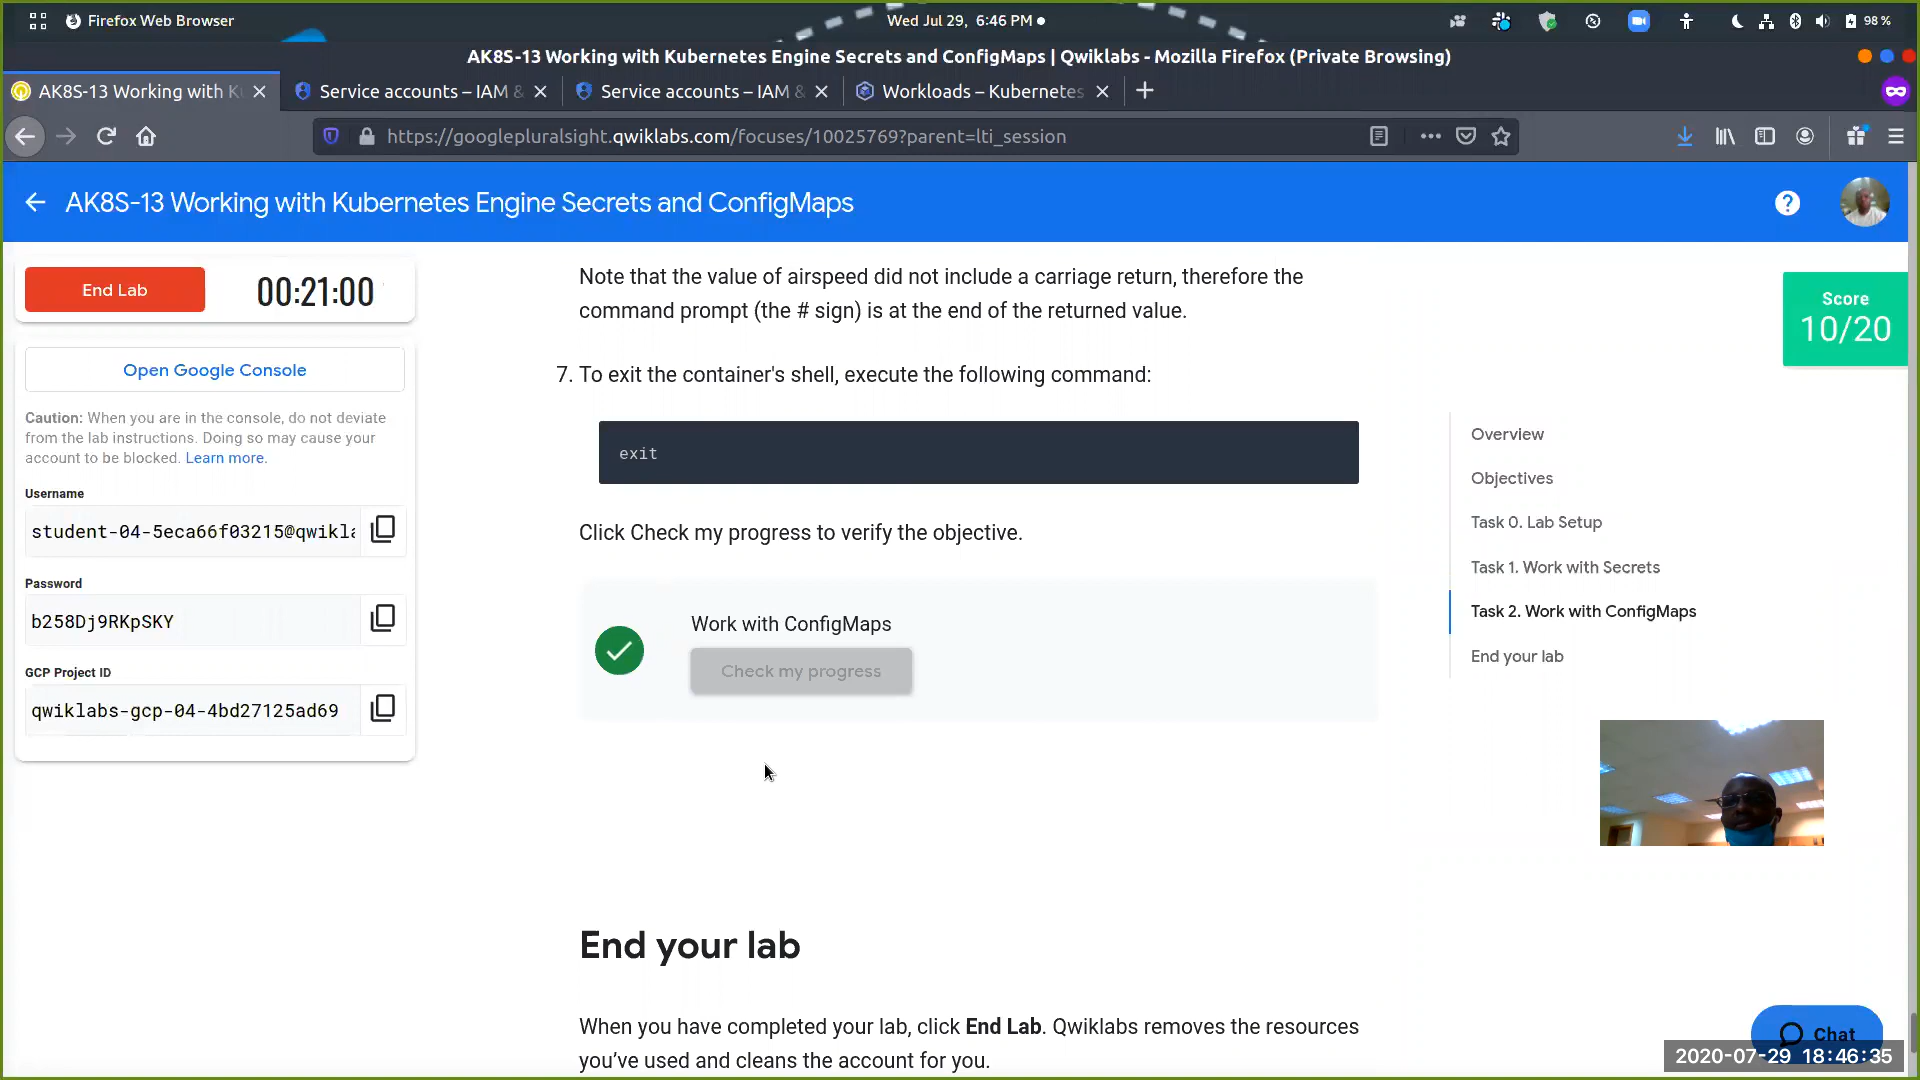 Firefox Web Browser
Wed Jul 29, 6:46 PM
98 %
AK8S-13 Working with Kubernetes Engine Secrets and ConfigMaps | Qwiklabs - Mozilla Firefox (Private Browsing)
AK8S-13 Working with Ku
Service accounts – IAM &
Service accounts – IAM &
Workloads – Kubernetes
https://googlepluralsight.qwiklabs.com/focuses/10025769?parent=lti_session
AK8S-13 Working with Kubernetes Engine Secrets and ConfigMaps
End Lab
00:21:00
Open Google Console
Caution: When you are in the console, do not deviate
from the lab instructions. Doing so may cause your
account to be blocked. Learn more.
Username
student-04-5eca66f03215@qwikla
Password
b258Dj9RKpSKY
GCP Project ID
qwiklabs-gcp-04-4bd27125ad69
Note that the value of airspeed did not include a carriage return, therefore the
command prompt (the # sign) is at the end of the returned value.
7. To exit the container's shell, execute the following command:
exit
Click Check my progress to verify the objective.
Work with ConfigMaps
Check my progress
End your lab
When you have completed your lab, click End Lab. Qwiklabs removes the resources
you've used and cleans the account for you.
Score
10/20
Overview
Objectives
Task 0. Lab Setup
Task 1. Work with Secrets
Task 2. Work with ConfigMaps
End your lab
Chat
2020-07-29 18:46:35